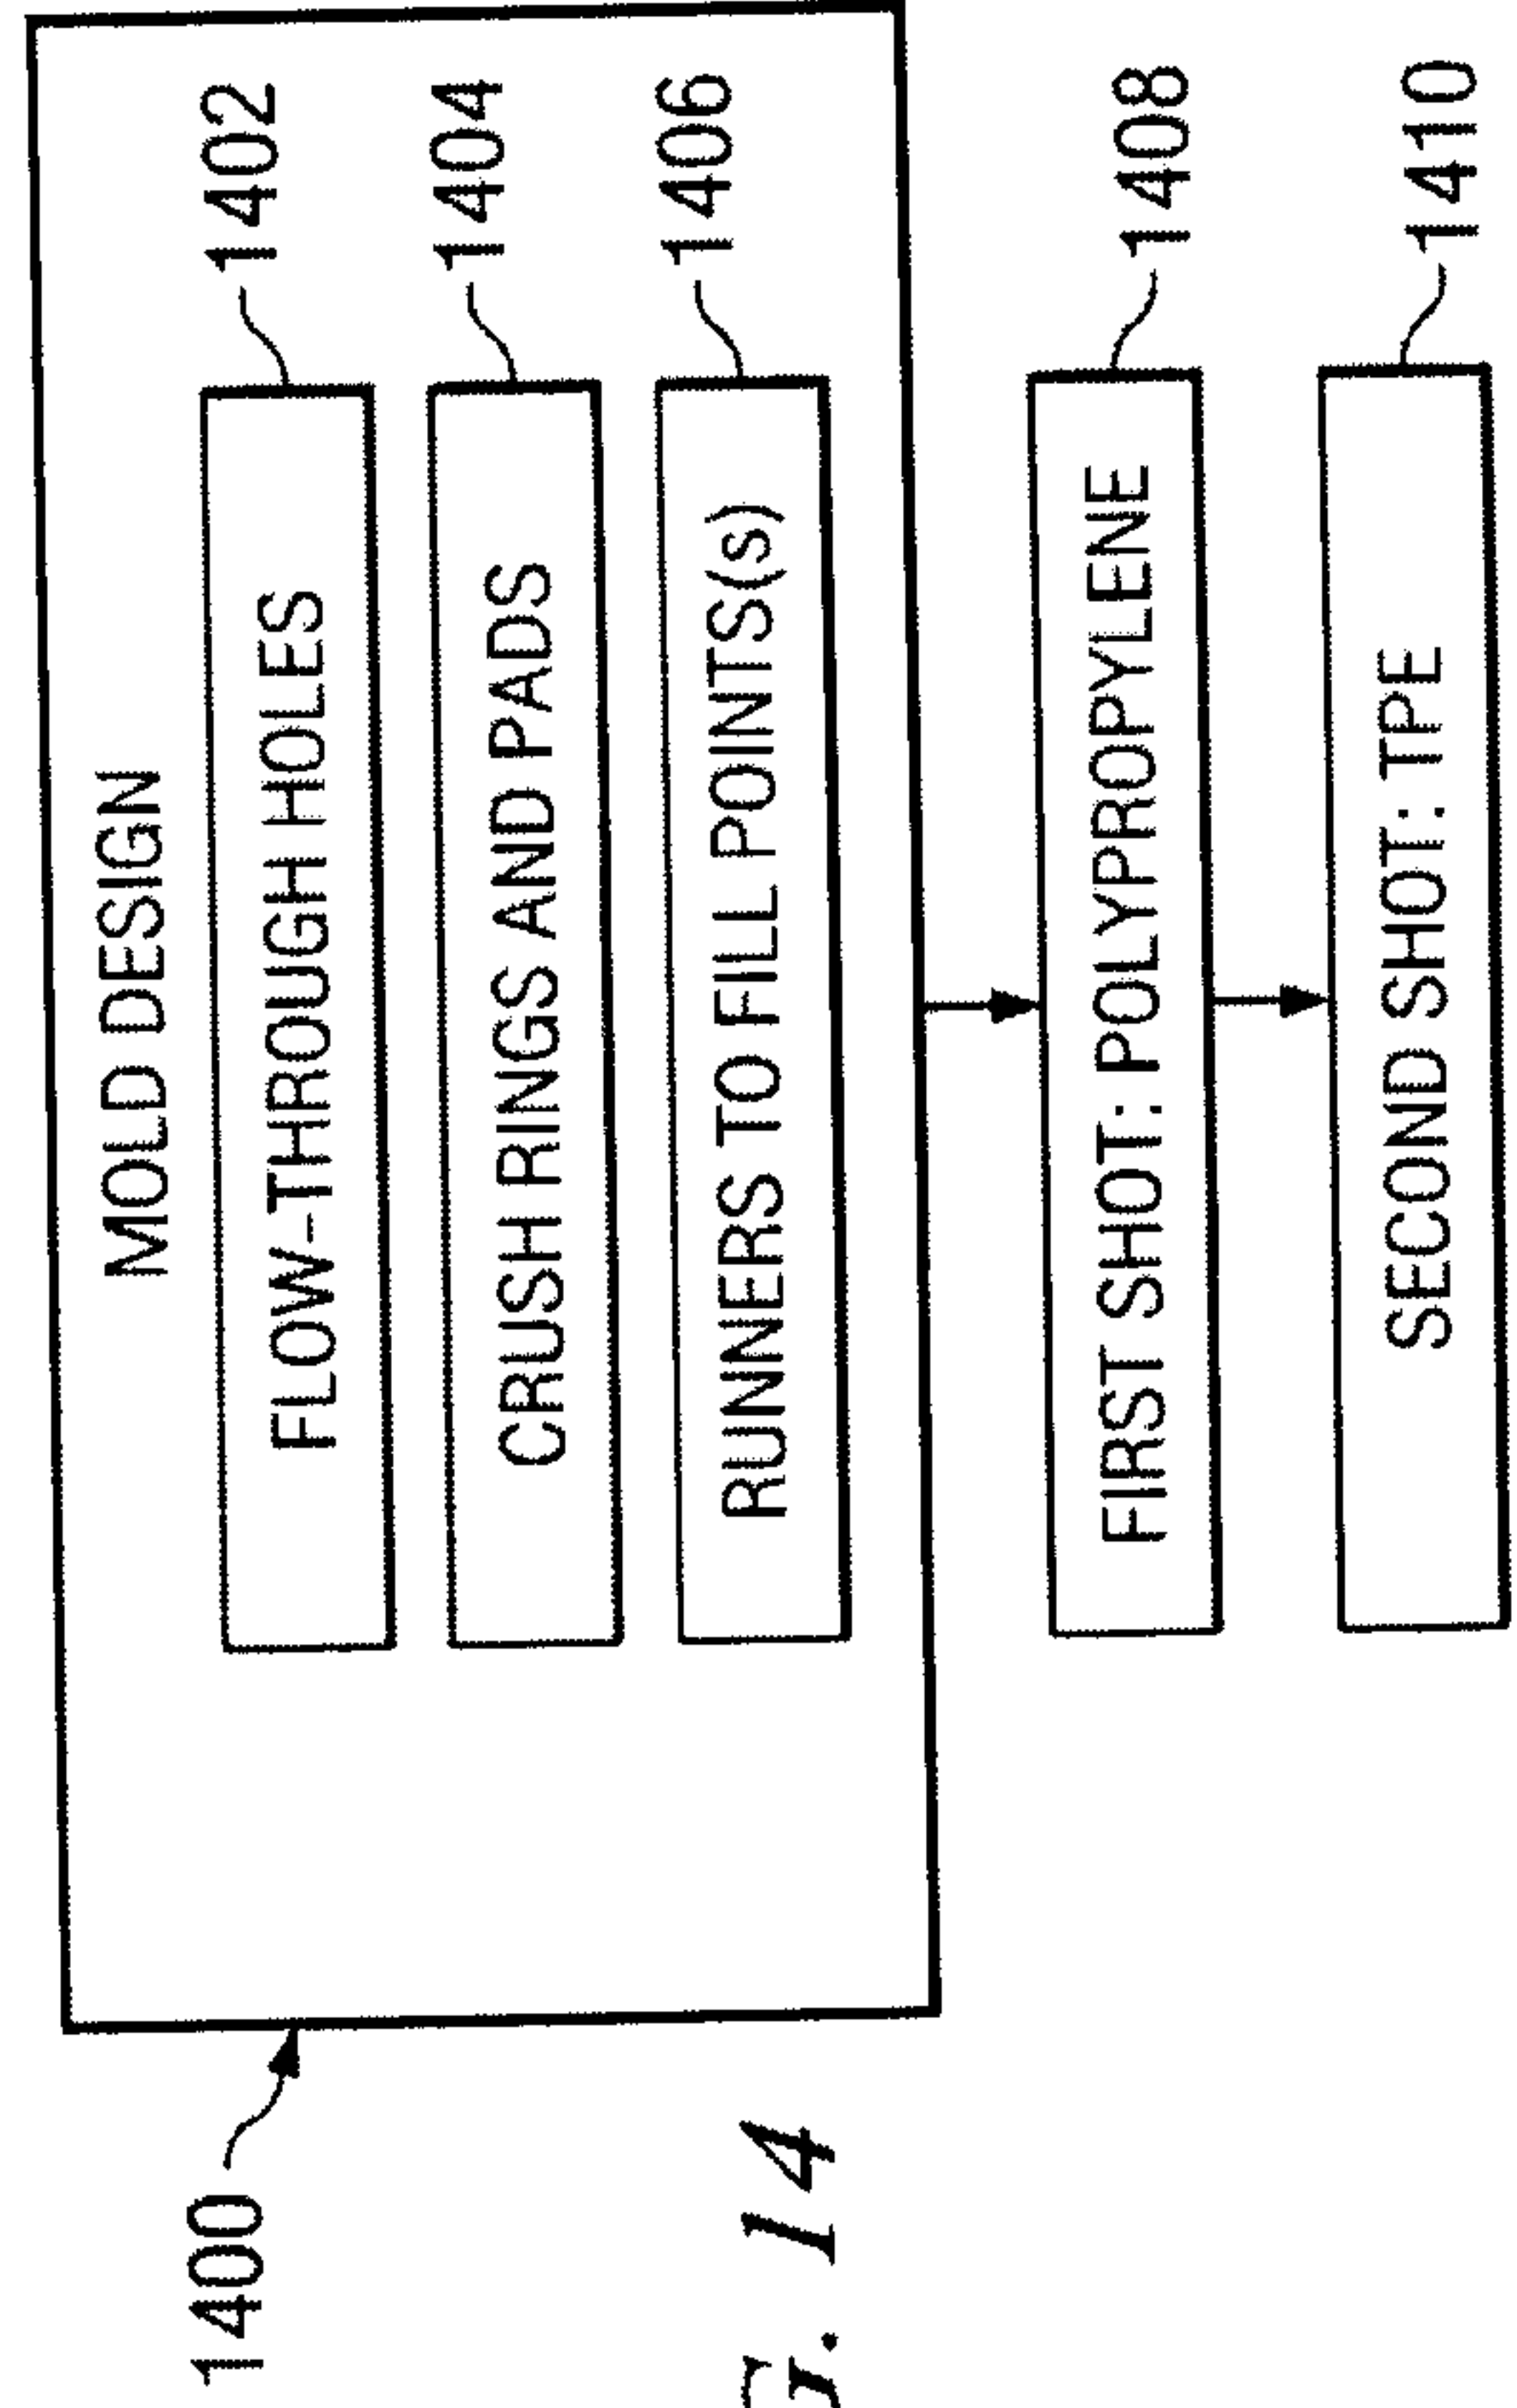 MOLD DESIGN
FLOW-THROUGH HOLES
1402
CRUSH RINGS AND PADS
1404
RUNNERS TO FILL POINTS(s)
1406
FIRST SHOT: POLYPROPYLENE
1408
SECOND SHOT: TPE
1410
1400
14